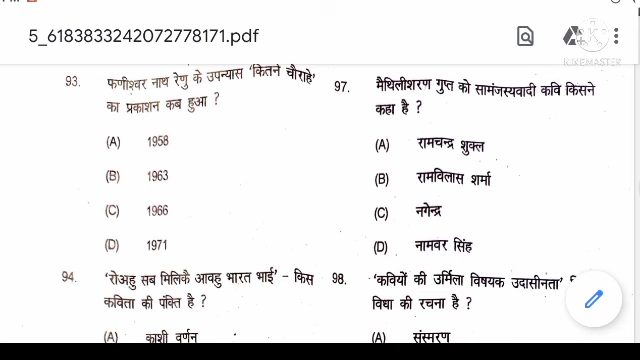 5_6183833242072778171.pdf
KINEMASTER
93. फणीश्वर नाथ रेणु के उपन्यास 'कितने चौराहे'
का प्रकाशन कब हुआ ?
(A) 1958
(B) 1963
(C) 1966
(D) 1971
94. 'रोअहु सब मिलिकै आवहु भारत भाई' – किस
कविता की पंक्ति है ?
(A) काशी वर्णन
97. मैथिलीशरण गुप्त को सामंजस्यवादी कवि किसने
कहा है ?
(A) रामचन्द्र शुक्ल
(B) रामविलास शर्मा
(C) नगेन्द्र
(D) नामवर सिंह
98. 'कवियों की उर्मिला विषयक उदासीनता'
विधा की रचना है ?
(A) संस्मरण